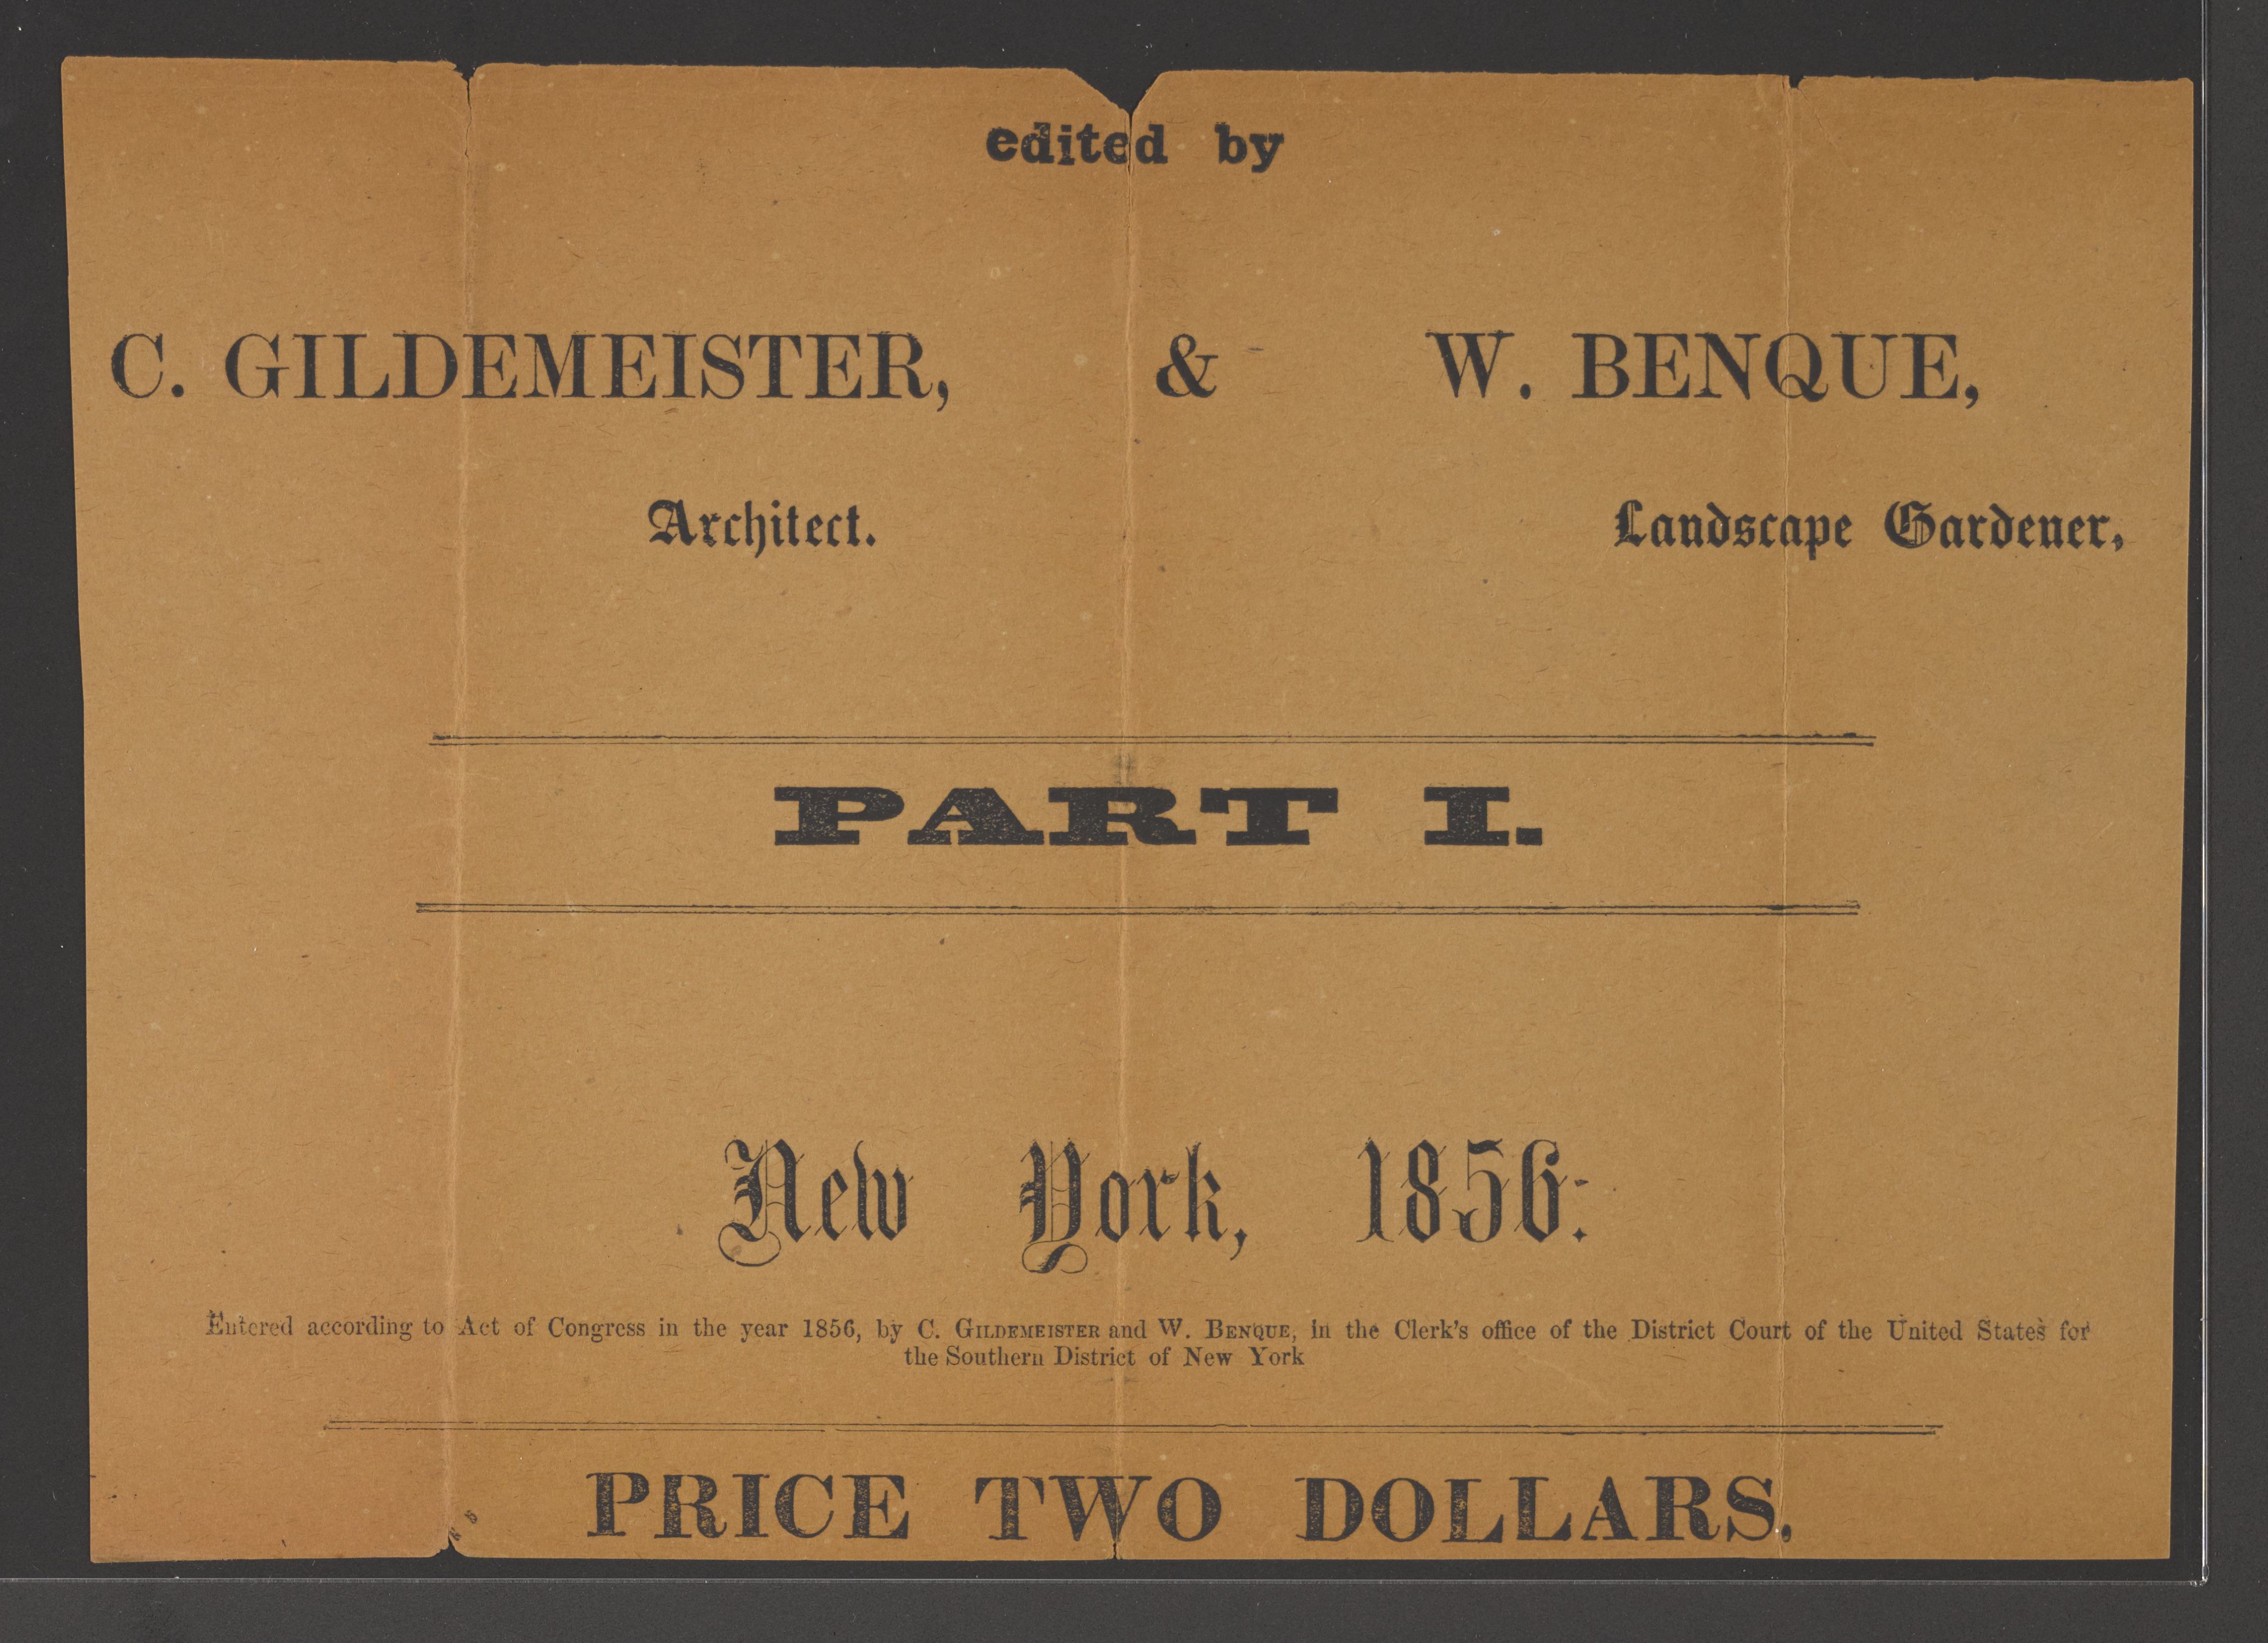 edited by
C. GILDEMEISTER, & W. BENQUE,
Architect. Landscape Gardener,
PART I.
New York, 1856:
Entered according to Act of Congress in the year 1856, by C. GILDEMEISTER and W. BENQUE, in the Clerk's office of the District Court of the United States for
the Southern District of New York
PRICE TWO DOLLARS.